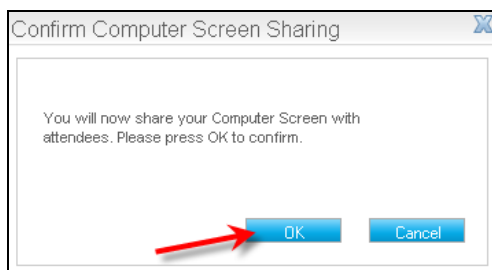 Confirm Computer Screen Sharing
You will now share your Computer Screen with
attendees. Please press OK to confirm.
OK
Cancel